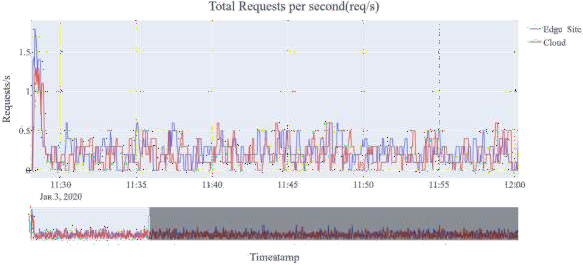 Total Requests per second(req/s)
Edge Site
Cloud
Requests/s
1.5
1
0.5
0
11:30
11:35
11:40
11:45
11:50
11:55
12:00
Jan 3, 2020
Timestamp